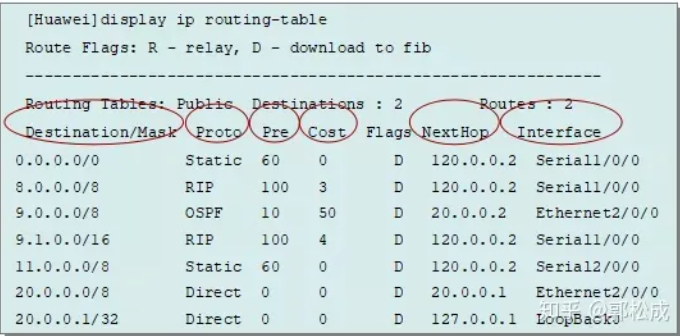 [Huawei]display ip routing-table
Route Flags: R - relay, D - download to fib
------------------------------------------------------------
Routing Tables: Public Destinations : 2 Routes : 2
Destination/Mask Proto Pre Cost Flags NextHop Interface
0.0.0.0/0 Static 60 0 D 120.0.0.2 Serial1/0/0
8.0.0.0/8 RIP 100 3 D 120.0.0.2 Serial1/0/0
9.0.0.0/8 OSPF 10 50 D 20.0.0.2 Ethernet2/0/0
9.1.0.0/16 RIP 100 4 D 120.0.0.2 Serial1/0/0
11.0.0.0/8 Static 60 0 D 120.0.0.2 Serial2/0/0
20.0.0.0/8 Direct 0 0 D 20.0.0.1 Ethernet2/0/0
20.0.0.1/32 Direct 0 0 D 127.0.0.1
知乎 @郭松成